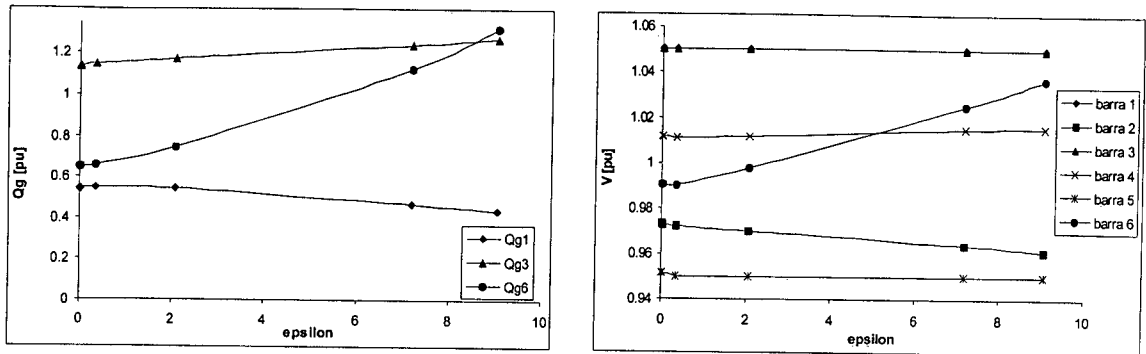 1.2
1
0.8
0.6
0.4
0.2
0
Qg [pu]
0 2 4 6 8 10
epsilon
Qg1
Qg3
Qg6
1.06
1.04
1.02
1
0.98
0.96
0.94
V [pu]
0 2 4 6 8 10
epsilon
barra 1
barra 2
barra 3
barra 4
barra 5
barra 6